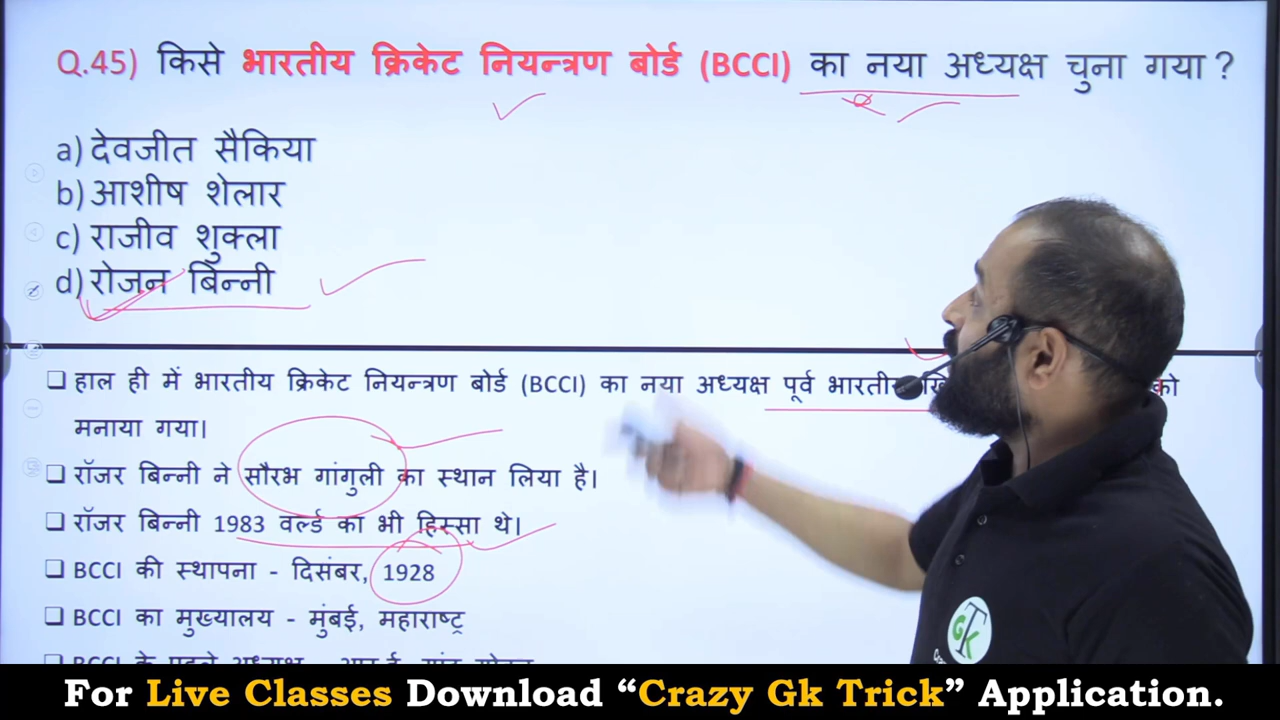 Q.45) किसे भारतीय क्रिकेट नियन्त्रण बोर्ड (BCCI) का नया अध्यक्ष चुना गया ?
a) देवजीत सैकिया
b) आशीष शेलार
c) राजीव शुक्ला
d) रोजन बिन्नी
❑ हाल ही में भारतीय क्रिकेट नियन्त्रण बोर्ड (BCCI) का नया अध्यक्ष पूर्व भारतीय को
मनाया गया।
❑ रॉजर बिन्नी ने सौरभ गांगुली का स्थान लिया है।
❑ रॉजर बिन्नी 1983 वर्ल्ड का भी हिस्सा थे।
❑ BCCI की स्थापना - दिसंबर, 1928
❑ BCCI का मुख्यालय - मुंबई, महाराष्ट्र
GTK
For Live Classes Download “Crazy Gk Trick” Application.